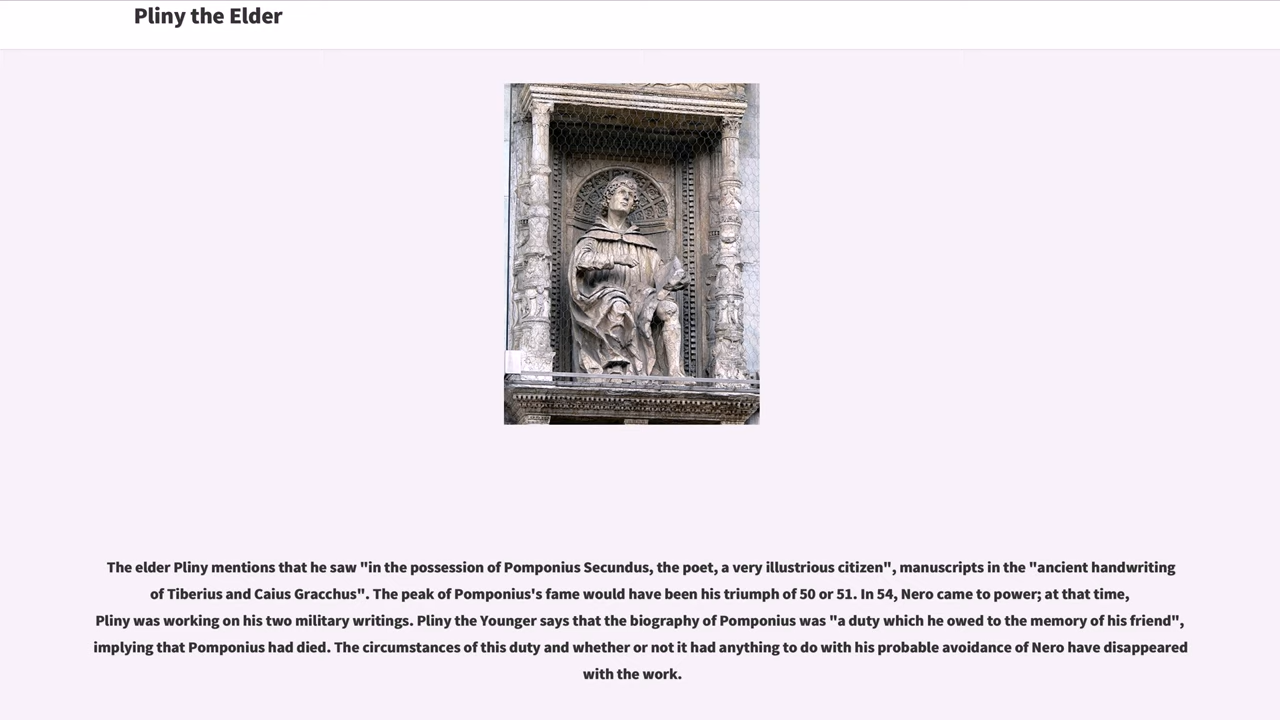 Pliny the Elder
The elder Pliny mentions that he saw "in the possession of Pomponius Secundus, the poet, a very illustrious citizen", manuscripts in the "ancient handwriting
of Tiberius and Caius Gracchus". The peak of Pomponius's fame would have been his triumph of 50 or 51. In 54, Nero came to power; at that time,
Pliny was working on his two military writings. Pliny the Younger says that the biography of Pomponius was "a duty which he owed to the memory of his friend",
implying that Pomponius had died. The circumstances of this duty and whether or not it had anything to do with his probable avoidance of Nero have disappeared
with the work.